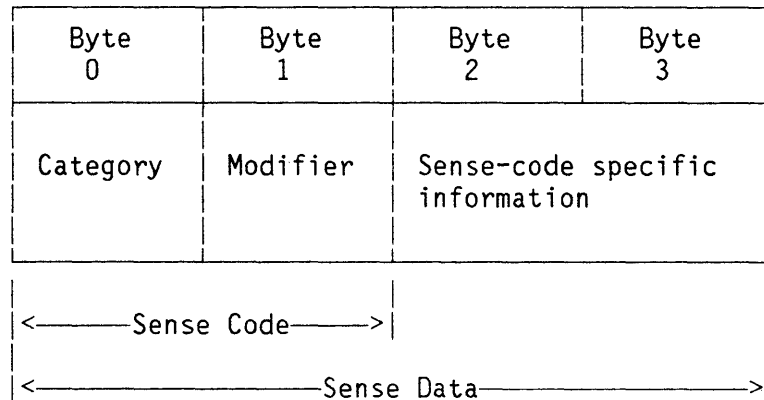 Byte Byte Byte Byte
0 1 2 3
Category Modifier Sense-code specific
information
Sense Code
Sense Data